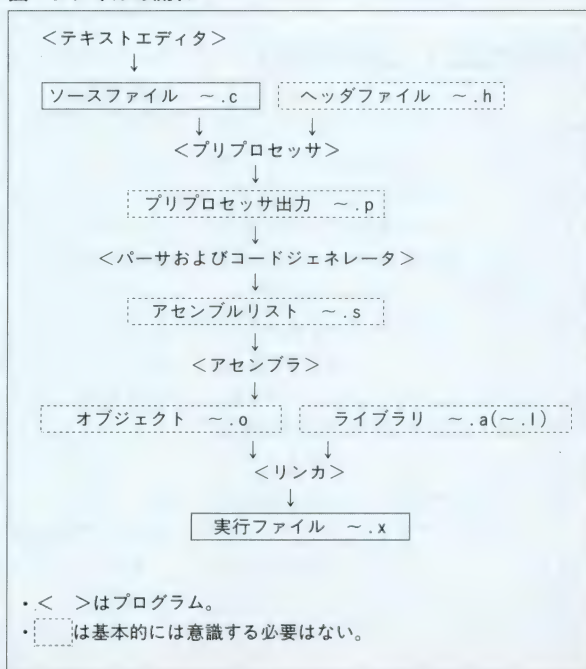 ＜テキストエディタ＞
↓
ソースファイル ～.c ヘッダファイル ～.h
↓ ↓
＜プリプロセッサ＞
↓
プリプロセッサ出力 ～.p
↓
＜パーサおよびコードジェネレータ＞
↓
アセンブルリスト ～.s
↓
＜アセンブラ＞
↓
オブジェクト ～.o ライブラリ ～.a(～.l)
↓ ↓
＜リンカ＞
↓
実行ファイル ～.x
・＜ ＞はプログラム。
・ は基本的には意識する必要はない。